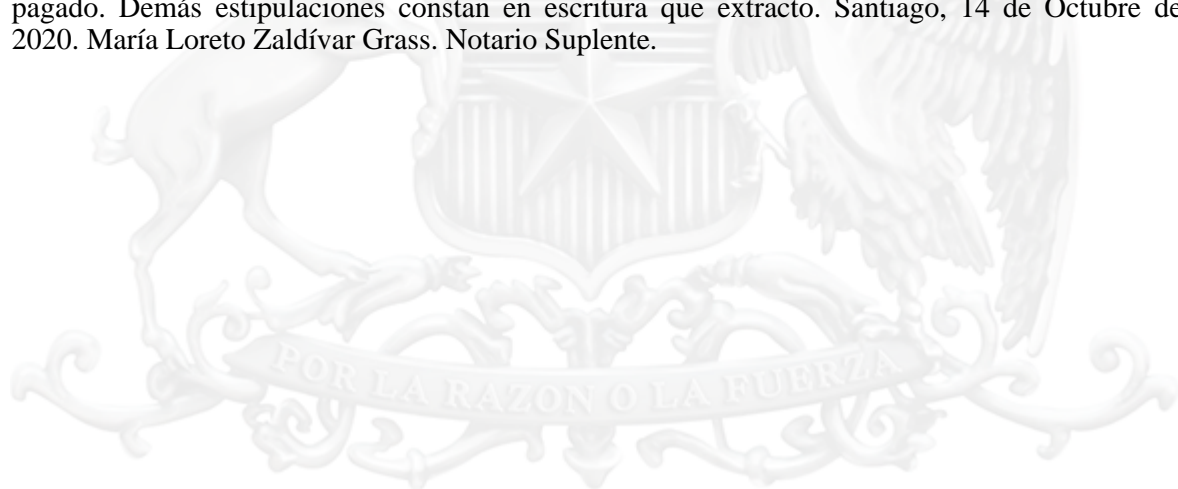 pagado. Demás estipulaciones constan en escritura que extracto. Santiago, 14 de Octubre de
2020. María Loreto Zaldívar Grass. Notario Suplente.
POR LA RAZON O LA FUERZA